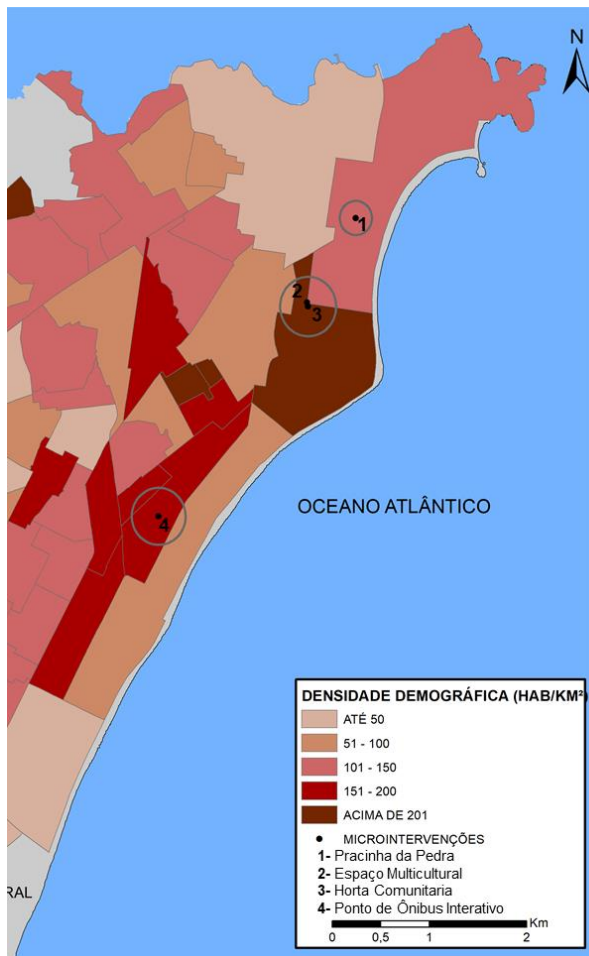 N
1
2
3
4
OCEANO ATLÂNTICO
RAL
DENSIDADE DEMOGRÁFICA (HAB/KM²)
ATÉ 50
51 - 100
101 - 150
151 - 200
ACIMA DE 201
MICROINTERVENÇÕES
1- Pracinha da Pedra
2- Espaço Multicultural
3- Horta Comunitaria
4- Ponto de Ônibus Interativo
Km
0 0,5 1 2